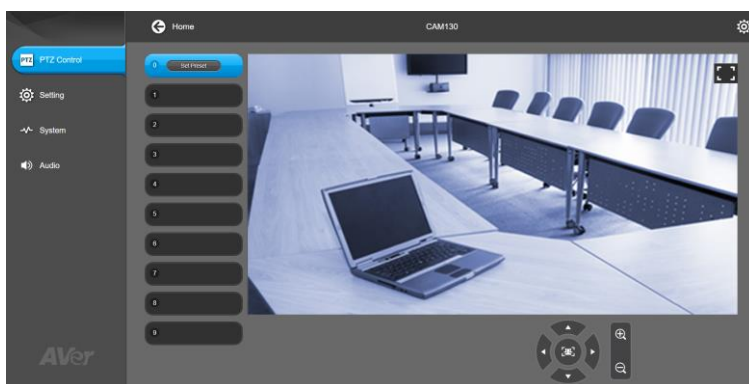 Home
CAM130
PTZ PTZ Control
Setting
System
Audio
0 Set Preset
1
2
3
4
5
6
7
8
9
AVer